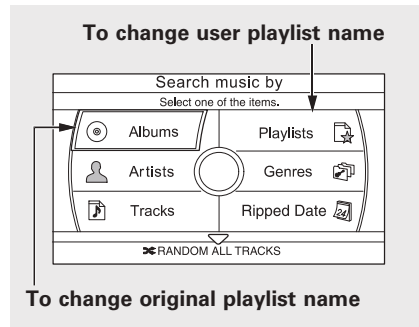 To change user playlist name
Search music by
Select one of the items.
Albums
Playlists
Artists
Genres
Tracks
Ripped Date
24
RANDOM ALL TRACKS
To change original playlist name